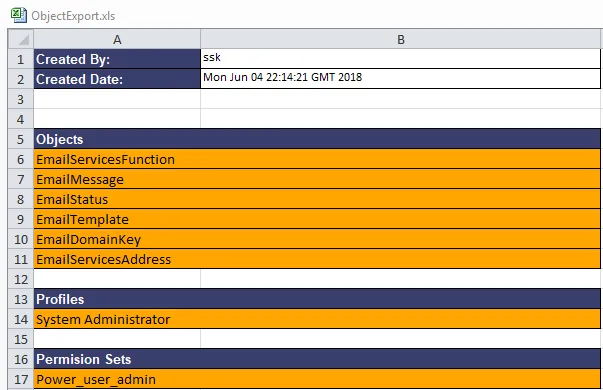 ObjectExport.xls
A B
1 Created By: ssk
2 Created Date: Mon Jun 04 22:14:21 GMT 2018
3
4
5 Objects
6 EmailServicesFunction
7 EmailMessage
8 EmailStatus
9 EmailTemplate
10 EmailDomainKey
11 EmailServicesAddress
12
13 Profiles
14 System Administrator
15
16 Permision Sets
17 Power_user_admin